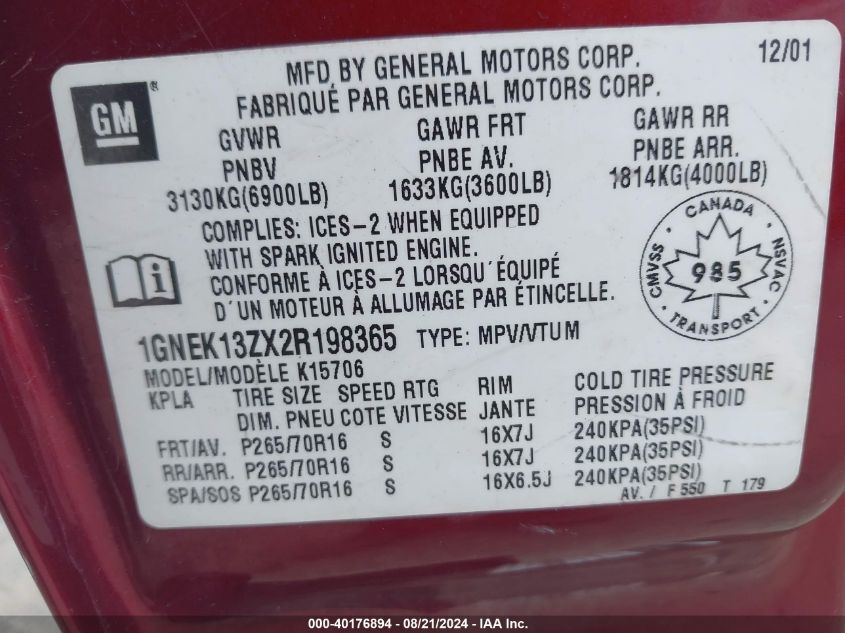 MFD BY GENERAL MOTORS CORP. 12/01
FABRIQUÉ PAR GENERAL MOTORS CORP.
GM®
GVWR GAWR FRT GAWR RR
PNBV PNBE AV. PNBE ARR.
3130KG(6900LB) 1633KG(3600LB) 1814KG(4000LB)
COMPLIES: ICES-2 WHEN EQUIPPED
WITH SPARK IGNITED ENGINE.
CONFORME À ICES-2 LORSQU'ÉQUIPÉ
D'UN MOTEUR À ALLUMAGE PAR ÉTINCELLE.
i
CANADA
CMVSS 985 NSVAC
TRANSPORT
1GNEK13ZX2R198365 TYPE: MPV/VTUM
MODEL/MODÈLE K15706
KPLA TIRE SIZE SPEED RTG RIM COLD TIRE PRESSURE
DIM. PNEU COTE VITESSE JANTE PRESSION À FROID
FRT/AV. P265/70R16 S 16X7J 240KPA(35PSI)
RR/ARR. P265/70R16 S 16X7J 240KPA(35PSI)
SPA/SOS P265/70R16 S 16X6.5J 240KPA(35PSI)
AV. / F 550 T 179
000-40176894 - 08/21/2024 - IAA Inc.